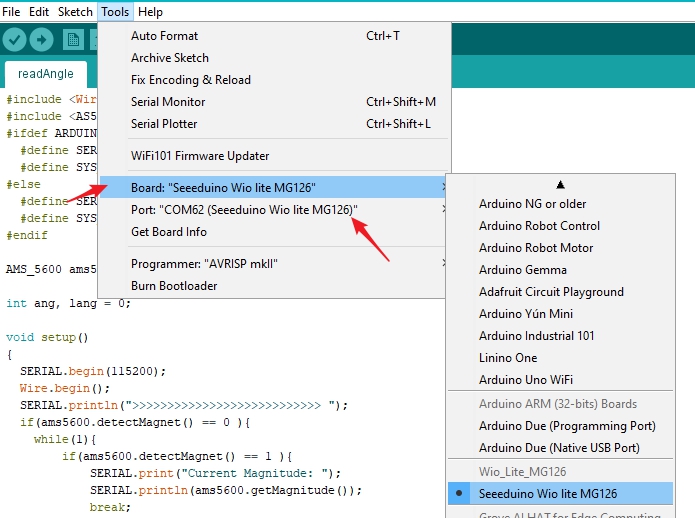 File Edit Sketch Tools Help
readAngle
Auto Format Ctrl+T
Archive Sketch
Fix Encoding & Reload
Serial Monitor Ctrl+Shift+M
Serial Plotter Ctrl+Shift+L
WiFi101 Firmware Updater
Board: "Seeeduino Wio lite MG126"
Port: "COM62 (Seeeduino Wio lite MG126)"
Get Board Info
Programmer: "AVRISP mkII"
Burn Bootloader
Arduino NG or older
Arduino Robot Control
Arduino Robot Motor
Arduino Gemma
Adafruit Circuit Playground
Arduino Yún Mini
Arduino Industrial 101
Linino One
Arduino Uno WiFi
Arduino ARM (32-bits) Boards
Arduino Due (Programming Port)
Arduino Due (Native USB Port)
Wio_Lite_MG126
Seeeduino Wio lite MG126
Grove AI HAT for Edge Computing
#include <Wir
#include <AS5
#ifdef ARDUIN
#define SER
#define SYS
#else
#define SER
#define SYS
#endif
AMS_5600 ams5
int ang, lang = 0;
void setup()
{
SERIAL.begin(115200);
Wire.begin();
SERIAL.println(">>>>>>>>>>>>>>>>>>>>>>>>>>> ");
if(ams5600.detectMagnet() == 0 ){
while(1){
if(ams5600.detectMagnet() == 1 ){
SERIAL.print("Current Magnitude: ");
SERIAL.println(ams5600.getMagnitude());
break;